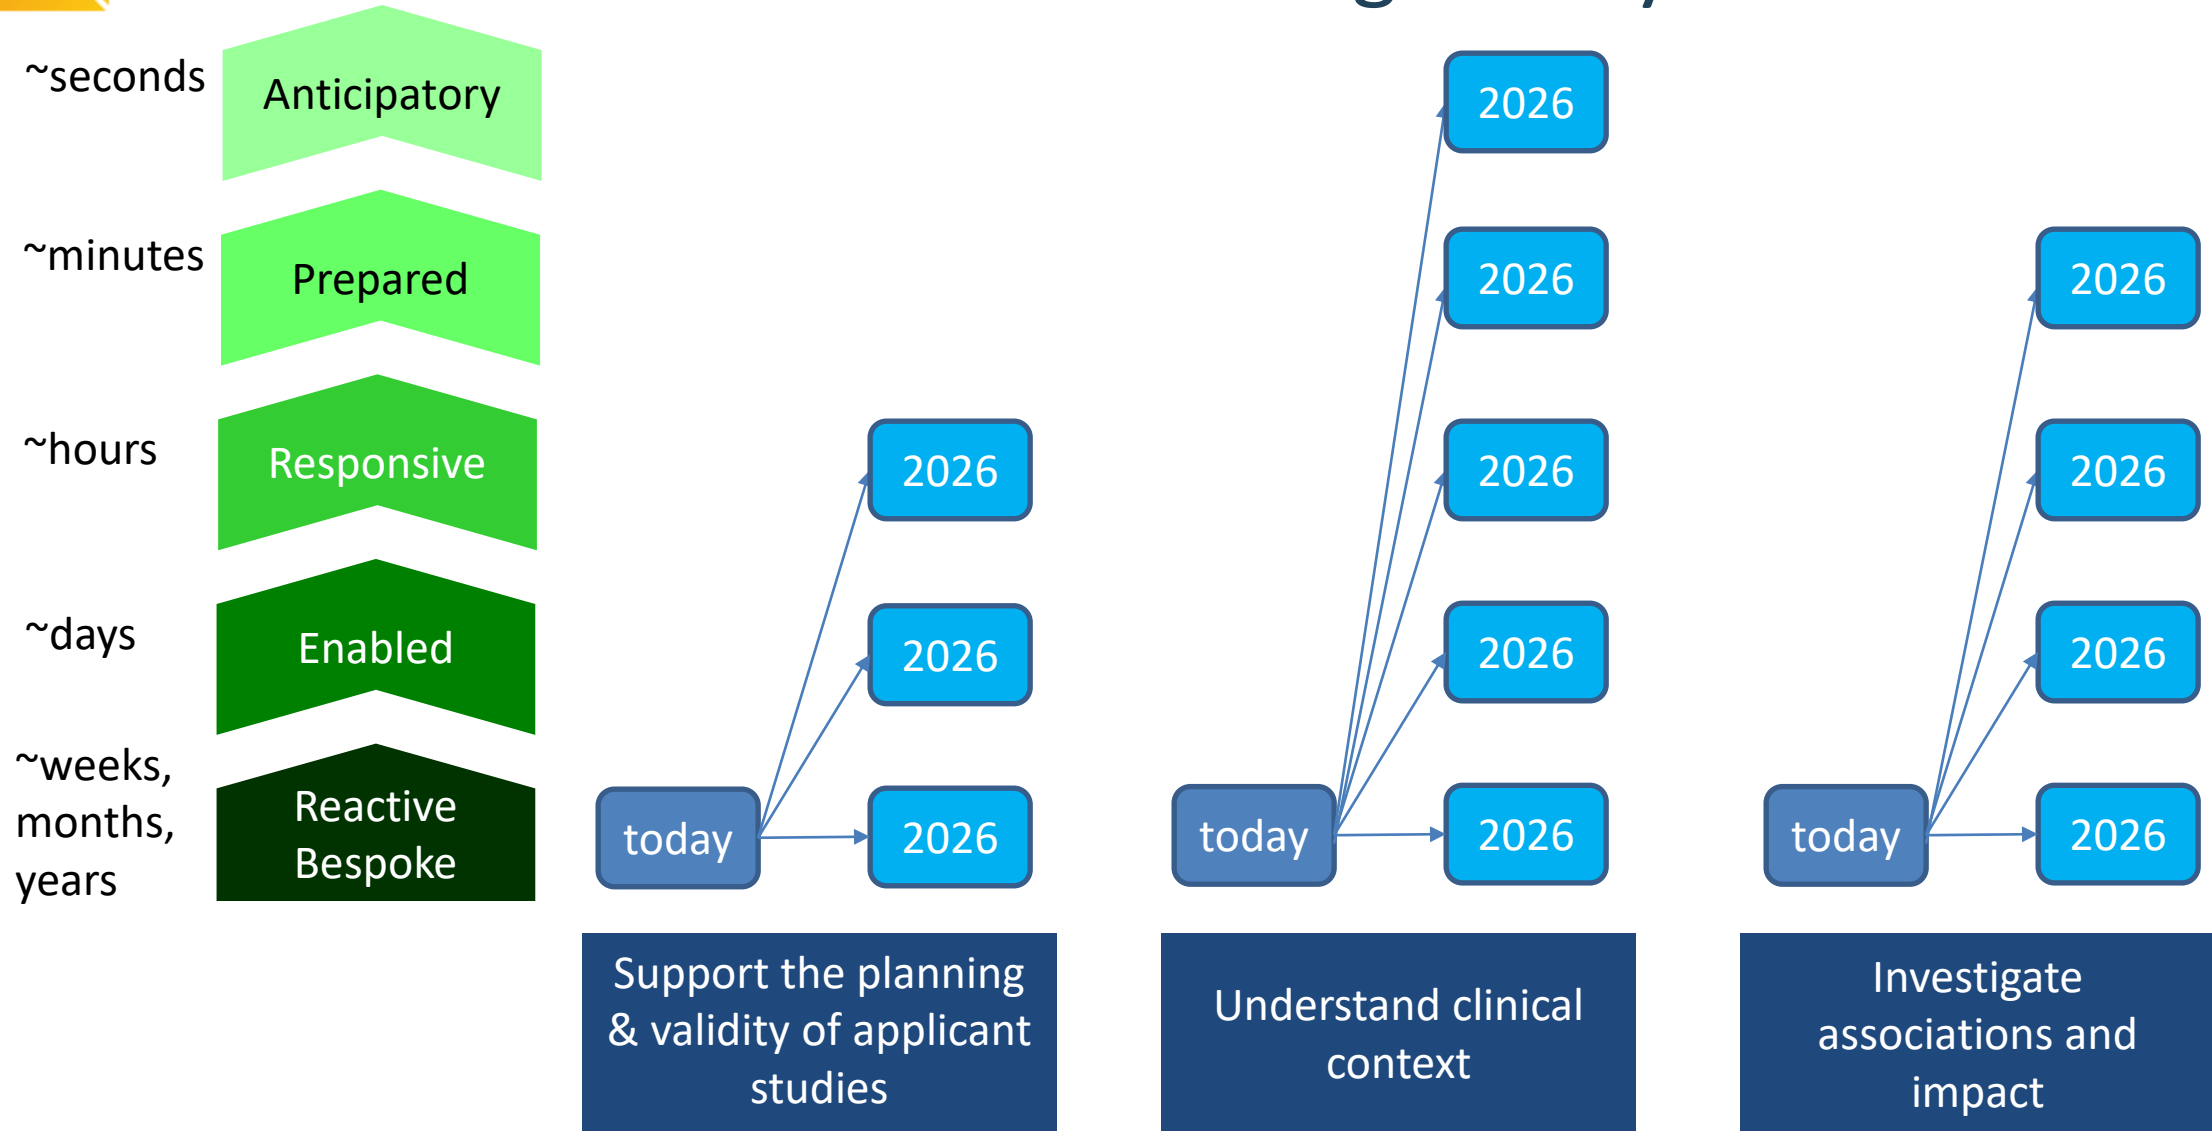 ~seconds
Anticipatory
2026
~minutes
Prepared
2026
2026
~hours
Responsive
2026
2026
2026
~days
Enabled
2026
2026
2026
~weeks,
months,
years
Reactive
Bespoke
today
2026
today
2026
today
2026
Support the planning
& validity of applicant
studies
Understand clinical
context
Investigate
associations and
impact